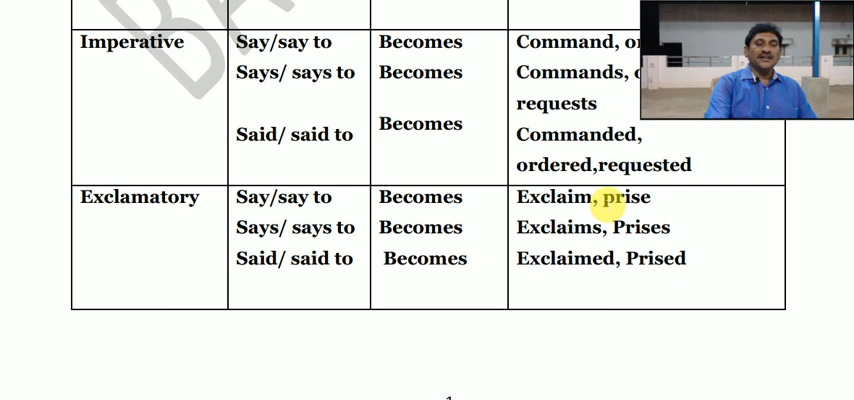 Imperative Say/say to Becomes Command,
Says/ says to Becomes Commands,
requests
Becomes
Said/ said to Commanded,
ordered,requested
Exclamatory Say/say to Becomes Exclaim, prise
Says/ says to Becomes Exclaims, Prises
Said/ said to Becomes Exclaimed, Prised